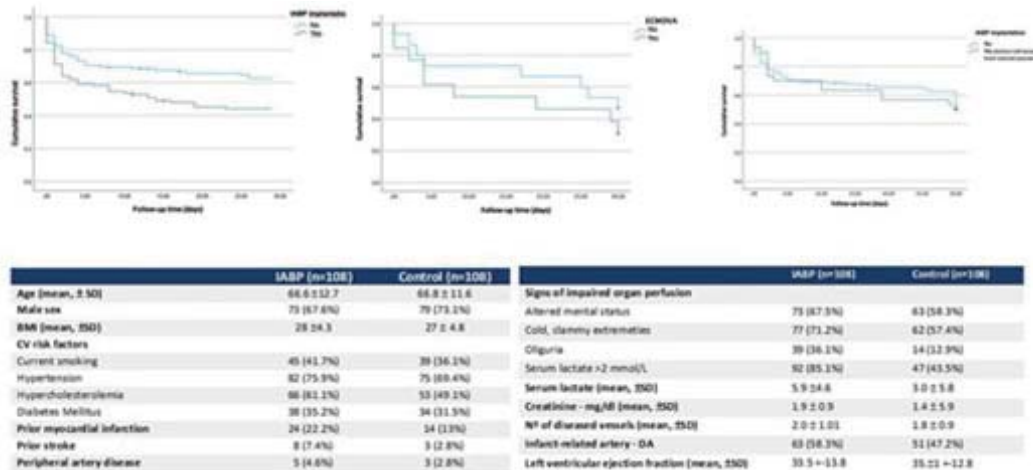 IABP implantation
No
Yes
Cumulative survival
Follow-up time (days)
ECMOVA
No
Yes
Cumulative survival
Follow-up time (days)
IABP implantation
No
Cumulative survival
Follow-up time (days)
IABP (n=108) Control (n=108)
Age (mean, ± SD) 66.6 ±12.7 66.8 ± 11.6
Male sex 73 (67.6%) 79 (73.1%)
BMI (mean, ±SD) 28 ±4.3 27 ± 4.8
CV risk factors
Current smoking 45 (41.7%) 39 (36.1%)
Hypertension 82 (75.9%) 75 (69.4%)
Hypercholesterolemia 66 (61.1%) 53 (49.1%)
Diabetes Mellitus 38 (35.2%) 34 (31.5%)
Prior myocardial infarction 24 (22.2%) 14 (13%)
Prior stroke 8 (7.4%) 3 (2.8%)
Peripheral artery disease 5 (4.6%) 3 (2.8%)
IABP (n=108) Control (n=108)
Signs of impaired organ perfusion
Altered mental status 73 (67.5%) 63 (58.3%)
Cold, clammy extremeties 77 (71.2%) 62 (57.4%)
Oliguria 39 (36.1%) 14 (12.9%)
Serum lactate >2 mmol/L 92 (85.1%) 47 (43.5%)
Serum lactate (mean, ±SD) 5.9 ±4.6 3.0 ± 5.8
Creatinine - mg/dl (mean, ±SD) 1.9 ± 0.9 1.4 ± 5.9
Nº of diseased vessels (mean, ±SD) 2.0 ± 1.01 1.8 ±0.9
Infarct-related artery - DA 63 (58.3%) 51 (47.2%)
Left ventricular ejection fraction (mean, ±SD) 33.5 +-13.8 35.±1 +-12.8